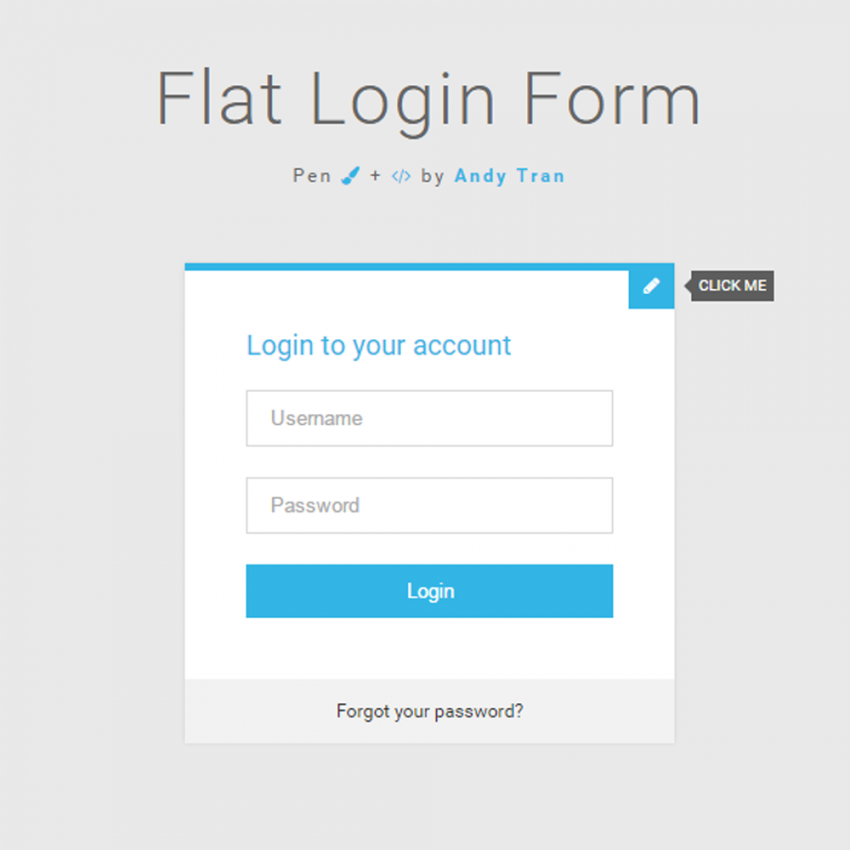 Flat Login Form
Pen + </> by Andy Tran
CLICK ME
Login to your account
Username
Password
Login
Forgot your password?